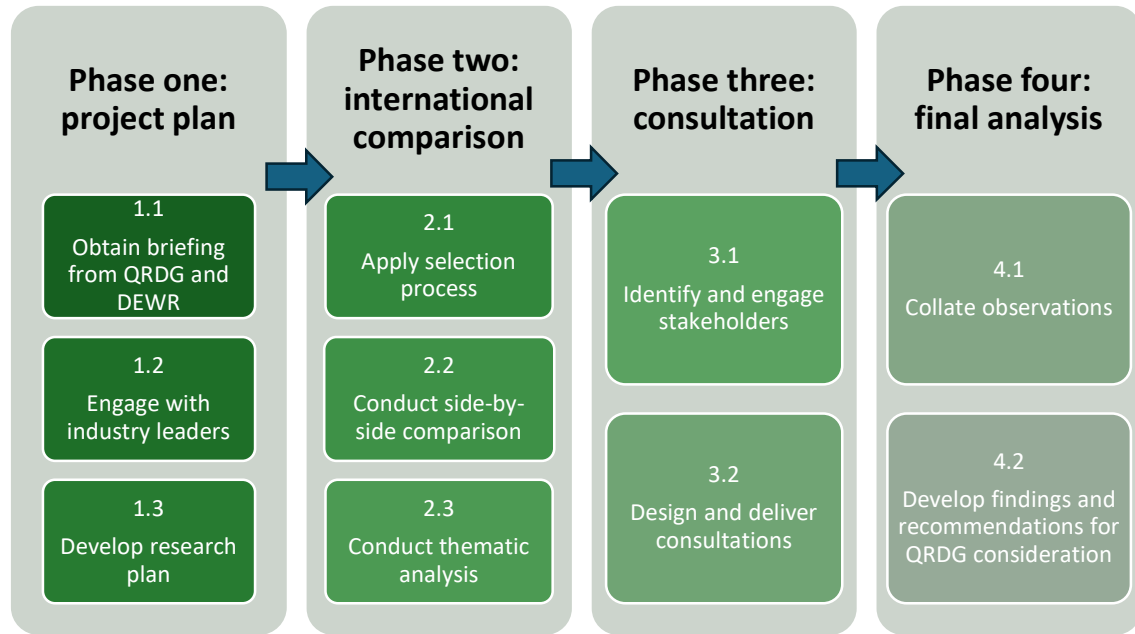 Phase one:
project plan
1.1
Obtain briefing
from QRDG and
DEWR
1.2
Engage with
industry leaders
1.3
Develop research
plan
Phase two:
international
comparison
2.1
Apply selection
process
2.2
Conduct side-by-
side comparison
2.3
Conduct thematic
analysis
Phase three:
consultation
3.1
Identify and engage
stakeholders
3.2
Design and deliver
consultations
Phase four:
final analysis
4.1
Collate observations
4.2
Develop findings and
recommendations for
QRDG consideration